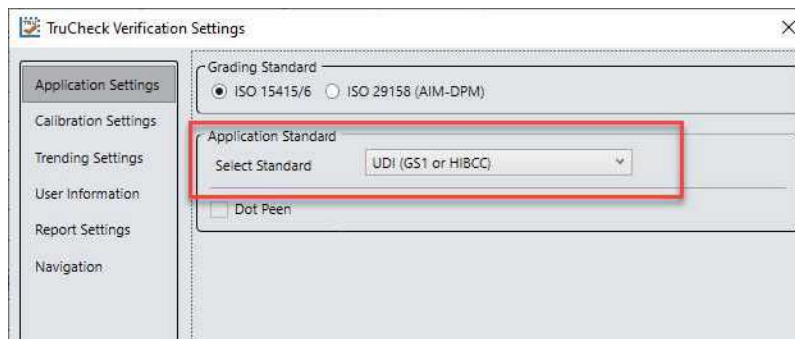 TruCheck Verification Settings
Application Settings
Calibration Settings
Trending Settings
User Information
Report Settings
Navigation
Grading Standard
ISO 15415/6 ISO 29158 (AIM-DPM)
Application Standard
Select Standard UDI (GS1 or HIBCC)
Dot Peen